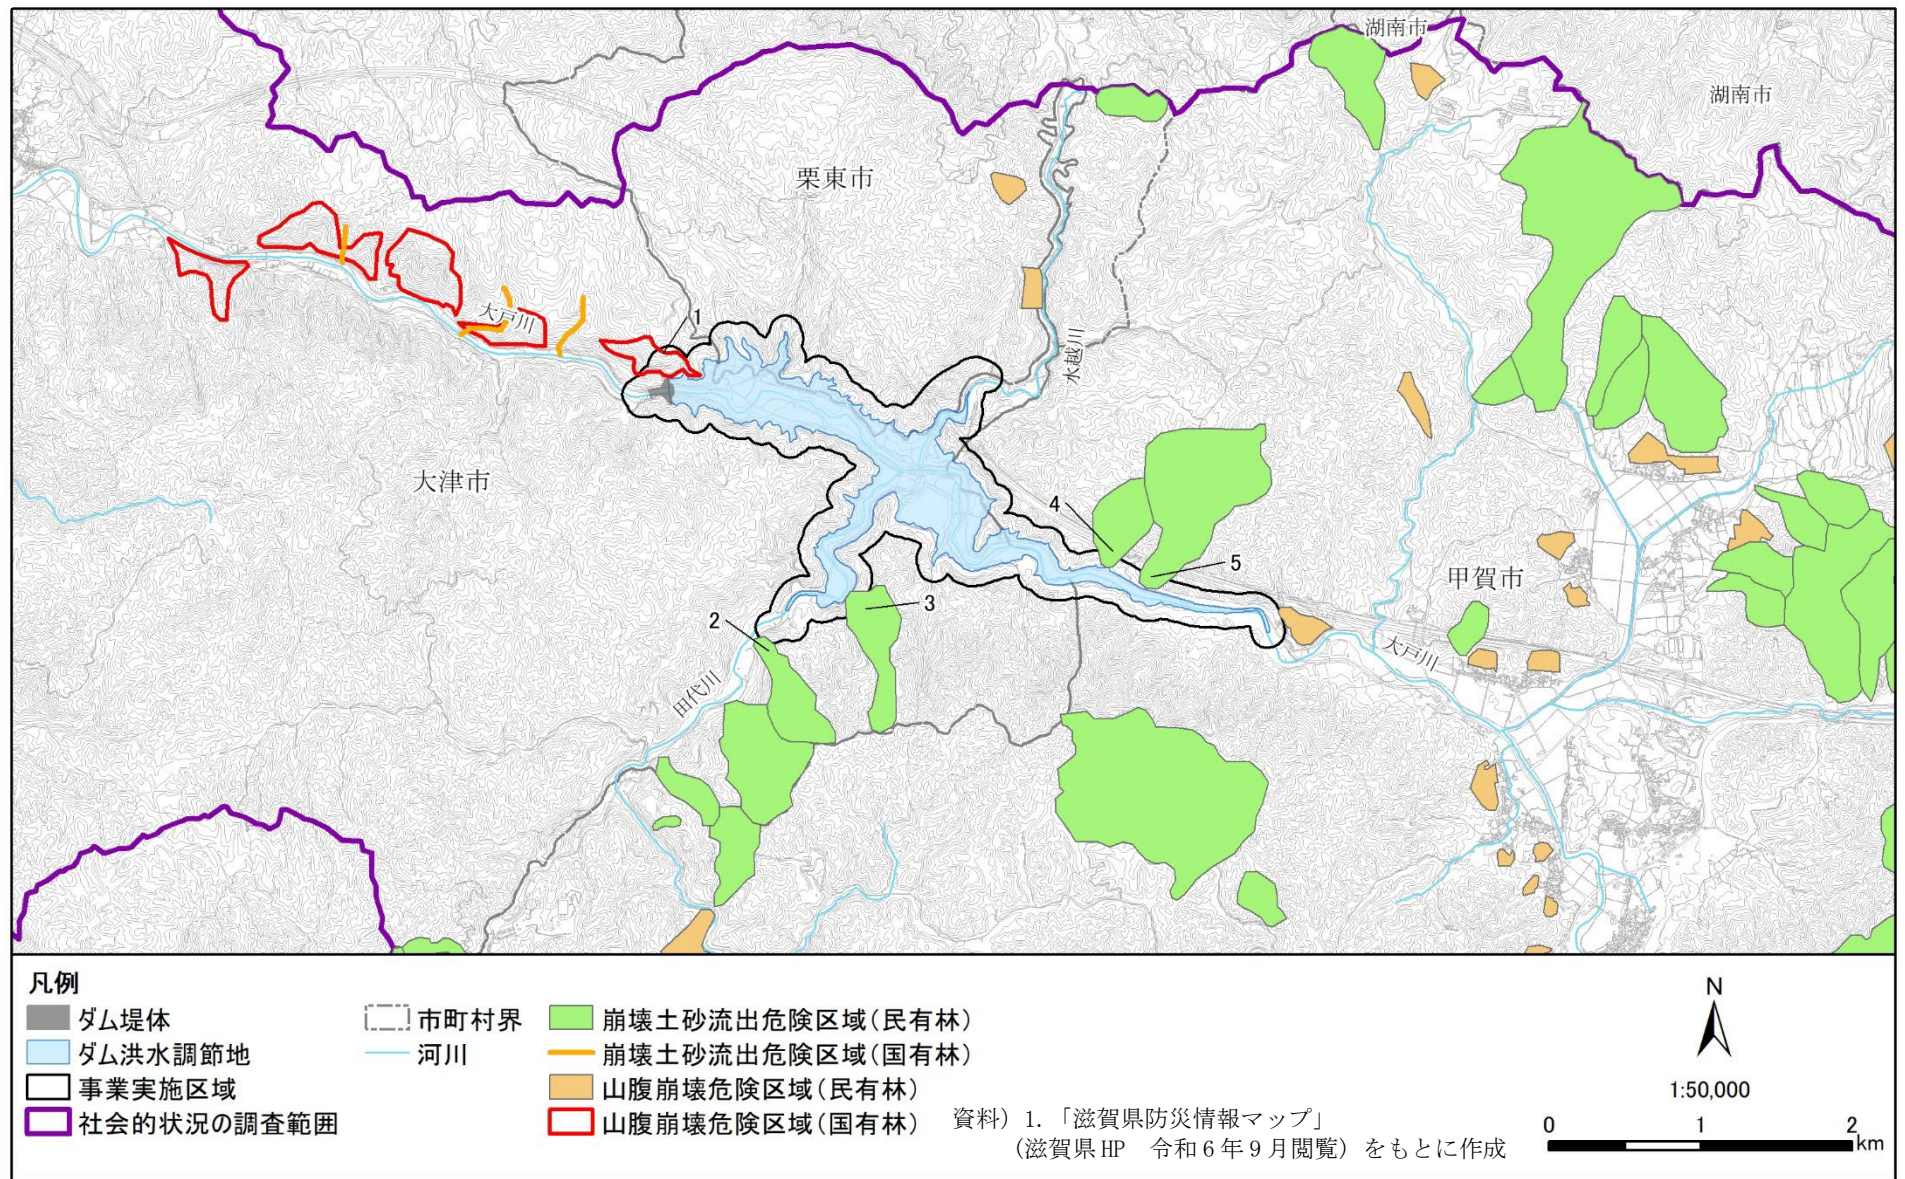 湖南市
湖南市
栗東市
大戸川
1
水越川
大津市
4
5
甲賀市
3
2
大戸川
田代川
凡例
ダム堤体
ダム洪水調節地
事業実施区域
社会的状況の調査範囲
市町村界
河川
崩壊土砂流出危険区域(民有林)
崩壊土砂流出危険区域(国有林)
山腹崩壊危険区域(民有林)
山腹崩壊危険区域(国有林)
資料) 1. 「滋賀県防災情報マップ」
(滋賀県 HP 令和 6 年 9 月閲覧) をもとに作成
N
1:50,000
0 1 2
km